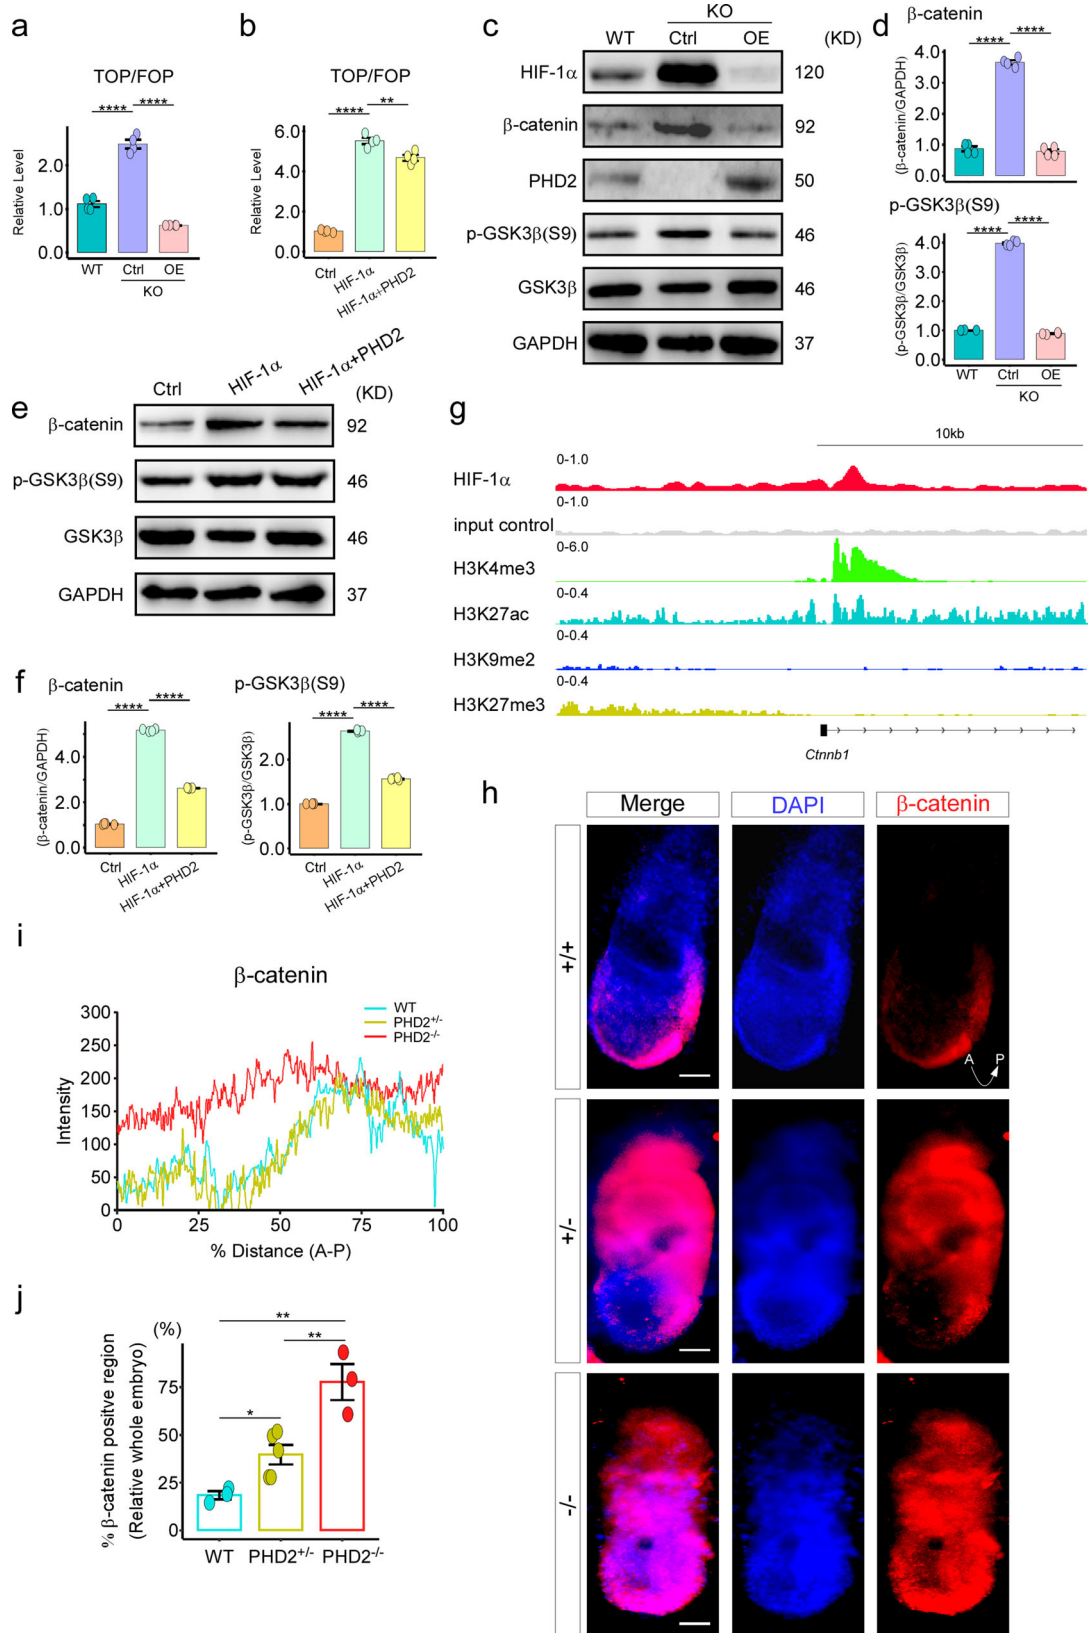 a
TOP/FOP
****
****
Relative Level
2.0
1.0
0.0
WT
Ctrl
OE
KO
b
TOP/FOP
****
**
Relative Level
6.0
4.0
2.0
0.0
Ctrl
HIF-1α
HIF-1α+PHD2
c
KO
WT
Ctrl
OE
(KD)
HIF-1α
120
β-catenin
92
PHD2
50
p-GSK3β(S9)
46
GSK3β
46
GAPDH
37
d
β-catenin
****
****
(β-catenin/GAPDH)
4.0
3.0
2.0
1.0
0.0
p-GSK3β(S9)
****
****
(p-GSK3β/GSK3β)
4.0
3.0
2.0
1.0
0.0
WT
Ctrl
OE
KO
e
Ctrl
HIF-1α
HIF-1α+PHD2
(KD)
β-catenin
92
p-GSK3β(S9)
46
GSK3β
46
GAPDH
37
f
β-catenin
****
****
(β-catenin/GAPDH)
4.0
2.0
0.0
Ctrl
HIF-1α
HIF-1α+PHD2
p-GSK3β(S9)
****
****
(p-GSK3β/GSK3β)
2.0
1.0
0.0
Ctrl
HIF-1α
HIF-1α+PHD2
g
10kb
0-1.0
HIF-1α
0-1.0
input control
0-6.0
H3K4me3
0-0.4
H3K27ac
0-0.4
H3K9me2
0-0.4
H3K27me3
Ctnnb1
h
Merge
DAPI
β-catenin
+/+
A
P
+/-
-/-
i
β-catenin
WT
PHD2+/-
PHD2-/-
Intensity
300
250
200
150
100
50
0
0
25
50
75
100
% Distance (A-P)
j
(%)
**
**
*
% β-catenin positve region
(Relative whole embryo)
75
50
25
0
WT
PHD2+/-
PHD2-/-